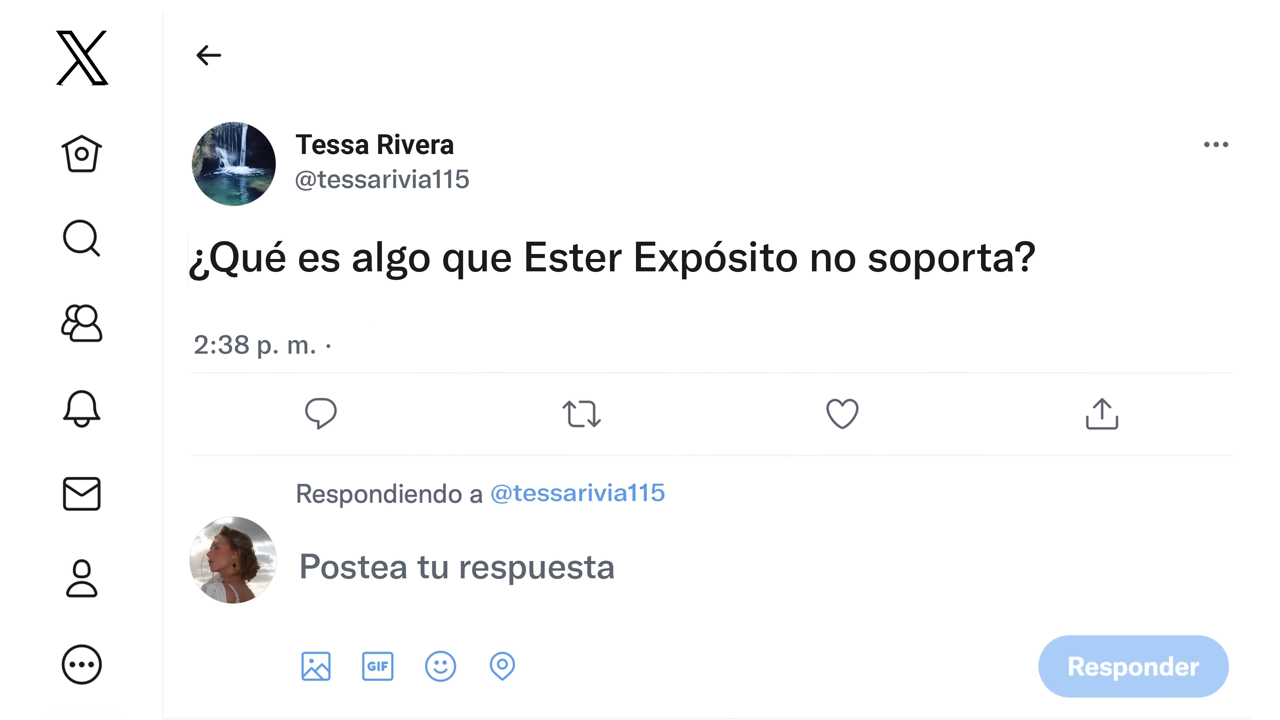 Tessa Rivera
@tessarivia115
¿Qué es algo que Ester Expósito no soporta?
2:38 p. m. ·
Respondiendo a @tessarivia115
Postea tu respuesta
GIF
Responder